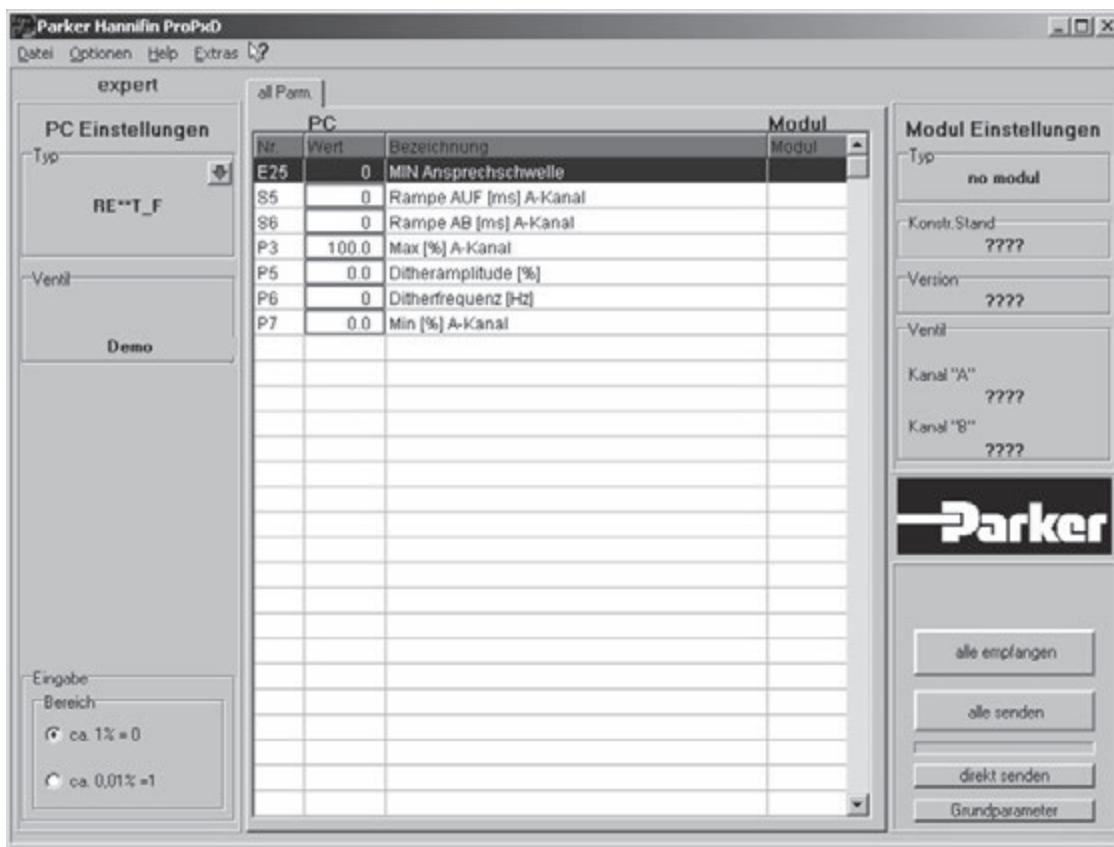 Parker Hannifin ProPxD
Datei Optionen Help Extras ?
expert
PC Einstellungen
Typ
RE**T_F
Ventil
Demo
Eingabe
Bereich
ca. 1% = 0
ca. 0,01% =1
all Parm.
PC Modul
Nr. Wert Bezeichnung Modul
E25 0 MIN Ansprechschwelle
S5 0 Rampe AUF [ms] A-Kanal
S6 0 Rampe AB [ms] A-Kanal
P3 100.0 Max [%] A-Kanal
P5 0.0 Ditheramplitude [%]
P6 0 Ditherfrequenz [Hz]
P7 0.0 Min [%] A-Kanal
Modul Einstellungen
Typ
no modul
Konstr.Stand
????
Version
????
Ventil
Kanal "A"
????
Kanal "B"
????
Parker
alle empfangen
alle senden
direkt senden
Grundparameter